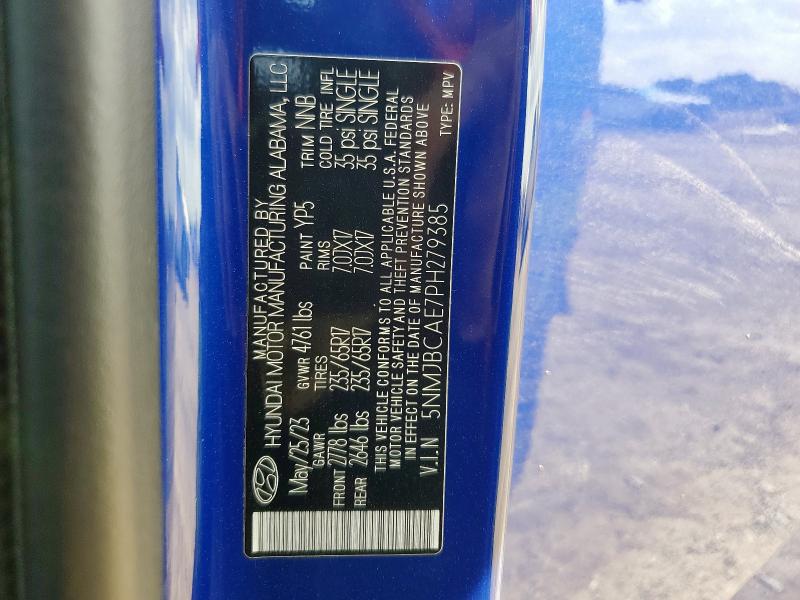 MANUFACTURED BY
HYUNDAI MOTOR MANUFACTURING ALABAMA, LLC
May/25/23 GVWR 4761 lbs PAINT YP5 TRIM NNB
GAWR TIRES RIMS COLD TIRE INFL
FRONT 2778 lbs 235/65R17 7.0JX17 35 psi SINGLE
REAR 2646 lbs 235/65R17 7.0JX17 35 psi SINGLE
THIS VEHICLE CONFORMS TO ALL APPLICABLE U.S.A. FEDERAL
MOTOR VEHICLE SAFETY AND THEFT PREVENTION STANDARDS
IN EFFECT ON THE DATE OF MANUFACTURE SHOWN ABOVE
V.I.N 5NMJBCAE7PH279385 TYPE: MPV